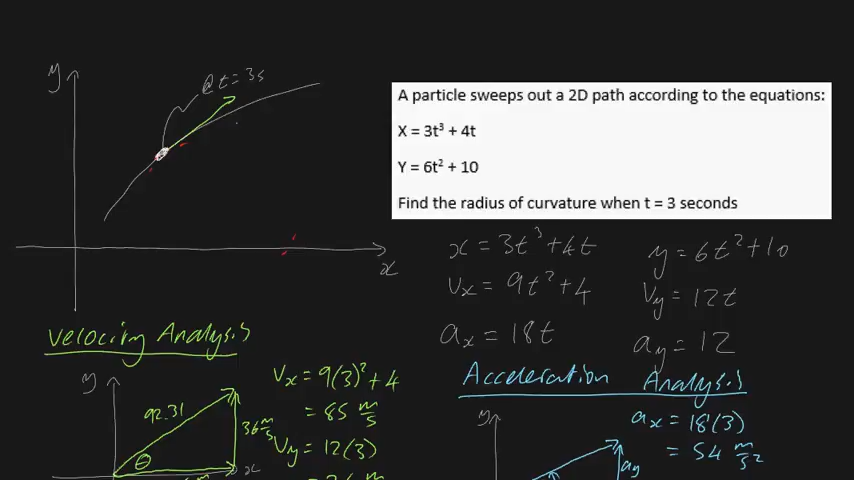 y
@t=3s
x
A particle sweeps out a 2D path according to the equations:
X = 3t³ + 4t
Y = 6t² + 10
Find the radius of curvature when t = 3 seconds
x = 3t³+4t
y = 6t²+10
Vx = 9t²+4
Vy = 12t
ax = 18t
ay = 12
Velocity Analysis
y
92.31
36 m/s
θ
x
Vx = 9(3)²+4
= 85 m/s
Vy = 12(3)
Acceleration Analysis
y
ay
ax = 18(3)
= 54 m/s²